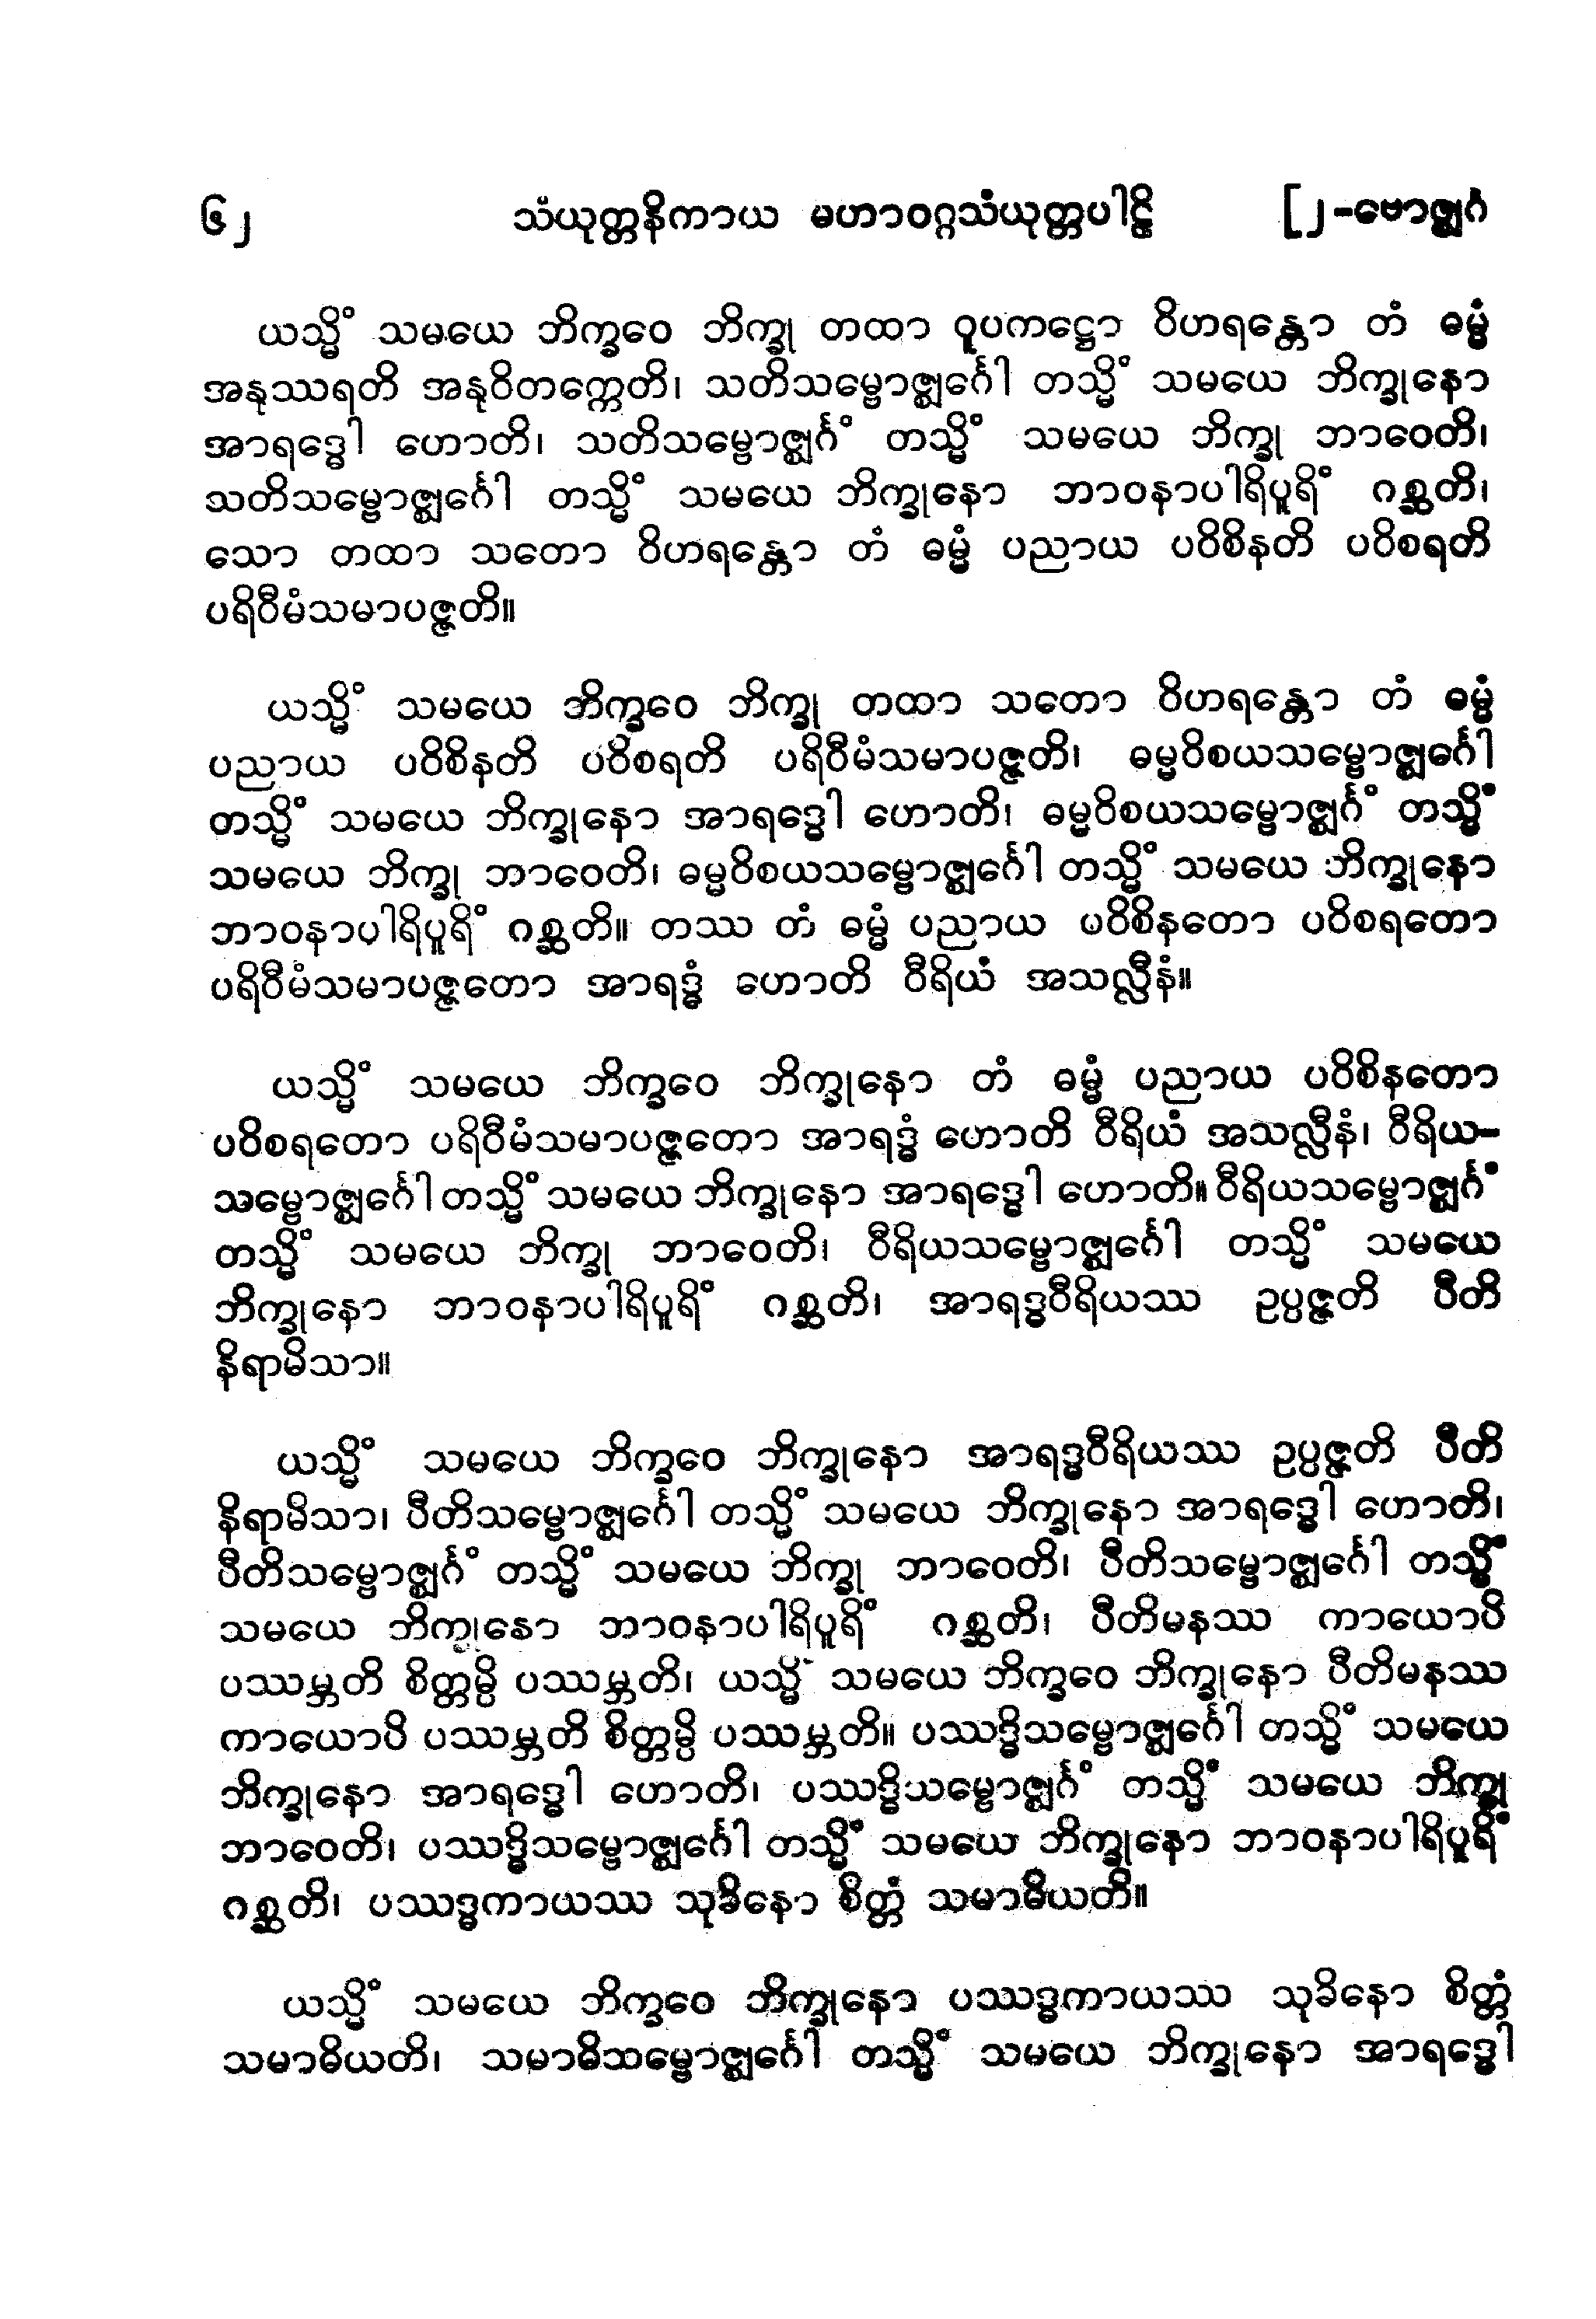 ၆၂ သံယုတ္တနိကာယ မဟာဝဂ္ဂသံယုတ္တပါဠိ [၂-ဗောဇ္ဈင်္ဂ
ယသ္မိံ သမယေ ဘိက္ခဝေ ဘိက္ခု တထာ ဝူပကဋ္ဌော ဝိဟရန္တော တံ ဓမ္မံ
အနုဿရတိ အနုဝိတက္ကေတိ၊ သတိသမ္ဗောဇ္ဈင်္ဂေါ တသ္မိံ သမယေ ဘိက္ခုနော
အာရဒ္ဓေါ ဟောတိ၊ သတိသမ္ဗောဇ္ဈင်္ဂံ တသ္မိံ သမယေ ဘိက္ခု ဘာဝေတိ၊
သတိသမ္ဗောဇ္ဈင်္ဂေါ တသ္မိံ သမယေ ဘိက္ခုနော ဘာဝနာပါရိပူရိံ ဂစ္ဆတိ၊
သော တထာ သတော ဝိဟရန္တော တံ ဓမ္မံ ပညာယ ပဝိစိနတိ ပဝိစရတိ
ပရိဝီမံသမာပဇ္ဇတိ။
ယသ္မိံ သမယေ ဘိက္ခဝေ ဘိက္ခု တထာ သတော ဝိဟရန္တော တံ ဓမ္မံ
ပညာယ ပဝိစိနတိ ပဝိစရတိ ပရိဝီမံသမာပဇ္ဇတိ၊ ဓမ္မဝိစယသမ္ဗောဇ္ဈင်္ဂေါ
တသ္မိံ သမယေ ဘိက္ခုနော အာရဒ္ဓေါ ဟောတိ၊ ဓမ္မဝိစယသမ္ဗောဇ္ဈင်္ဂံ တသ္မိံ
သမယေ ဘိက္ခု ဘာဝေတိ၊ ဓမ္မဝိစယသမ္ဗောဇ္ဈင်္ဂေါ တသ္မိံ သမယေ ဘိက္ခုနော
ဘာဝနာပါရိပူရိံ ဂစ္ဆတိ။ တဿ တံ ဓမ္မံ ပညာယ ပဝိစိနတော ပဝိစရတော
ပရိဝီမံသမာပဇ္ဇတော အာရဒ္ဓံ ဟောတိ ဝီရိယံ အသလ္လီနံ။
ယသ္မိံ သမယေ ဘိက္ခဝေ ဘိက္ခုနော တံ ဓမ္မံ ပညာယ ပဝိစိနတော
ပဝိစရတော ပရိဝီမံသမာပဇ္ဇတော အာရဒ္ဓံ ဟောတိ ဝီရိယံ အသလ္လီနံ၊ ဝီရိယ-
သမ္ဗောဇ္ဈင်္ဂေါ တသ္မိံ သမယေ ဘိက္ခုနော အာရဒ္ဓေါ ဟောတိ။ ဝီရိယသမ္ဗောဇ္ဈင်္ဂံ
တသ္မိံ သမယေ ဘိက္ခု ဘာဝေတိ၊ ဝီရိယသမ္ဗောဇ္ဈင်္ဂေါ တသ္မိံ သမယေ
ဘိက္ခုနော ဘာဝနာပါရိပူရိံ ဂစ္ဆတိ၊ အာရဒ္ဓဝီရိယဿ ဥပ္ပဇ္ဇတိ ပီတိ
နိရာမိသာ။
ယသ္မိံ သမယေ ဘိက္ခဝေ ဘိက္ခုနော အာရဒ္ဓဝီရိယဿ ဥပ္ပဇ္ဇတိ ပီတိ
နိရာမိသာ၊ ပီတိသမ္ဗောဇ္ဈင်္ဂေါ တသ္မိံ သမယေ ဘိက္ခုနော အာရဒ္ဓေါ ဟောတိ၊
ပီတိသမ္ဗောဇ္ဈင်္ဂံ တသ္မိံ သမယေ ဘိက္ခု ဘာဝေတိ၊ ပီတိသမ္ဗောဇ္ဈင်္ဂေါ တသ္မိံ
သမယေ ဘိက္ခုနော ဘာဝနာပါရိပူရိံ ဂစ္ဆတိ၊ ပီတိမနဿ ကာယောပိ
ပဿမ္ဘတိ စိတ္တမ္ပိ ပဿမ္ဘတိ၊ ယသ္မိံ သမယေ ဘိက္ခဝေ ဘိက္ခုနော ပီတိမနဿ
ကာယောပိ ပဿမ္ဘတိ စိတ္တမ္ပိ ပဿမ္ဘတိ။ ပဿဒ္ဓိသမ္ဗောဇ္ဈင်္ဂေါ တသ္မိံ သမယေ
ဘိက္ခုနော အာရဒ္ဓေါ ဟောတိ၊ ပဿဒ္ဓိသမ္ဗောဇ္ဈင်္ဂံ တသ္မိံ သမယေ ဘိက္ခု
ဘာဝေတိ၊ ပဿဒ္ဓိသမ္ဗောဇ္ဈင်္ဂေါ တသ္မိံ သမယေ ဘိက္ခုနော ဘာဝနာပါရိပူရိံ
ဂစ္ဆတိ၊ ပဿဒ္ဓကာယဿ သုခိနော စိတ္တံ သမာဓိယတိ။
ယသ္မိံ သမယေ ဘိက္ခဝေ ဘိက္ခုနော ပဿဒ္ဓကာယဿ သုခိနော စိတ္တံ
သမာဓိယတိ၊ သမာဓိသမ္ဗောဇ္ဈင်္ဂေါ တသ္မိံ သမယေ ဘိက္ခုနော အာရဒ္ဓေါ